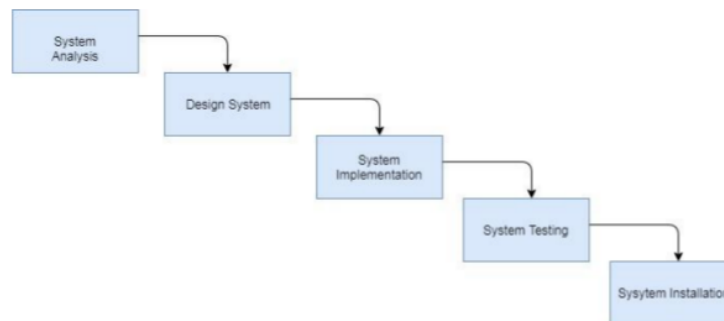 System
Analysis
Design System
System
Implementation
System Testing
Sysytem Installation